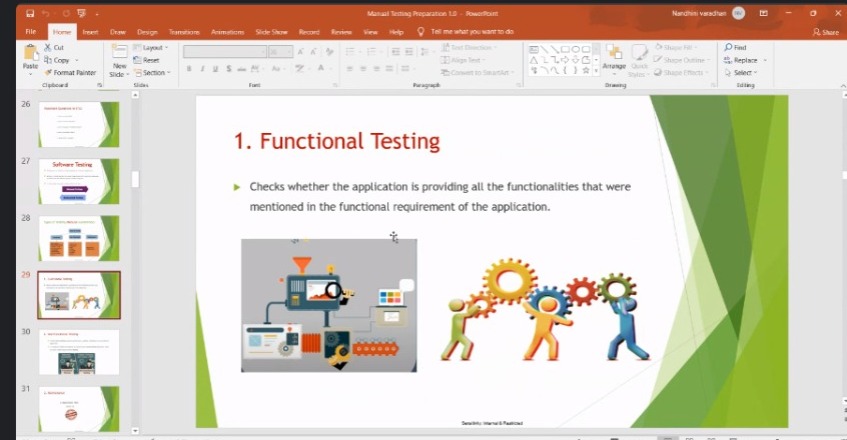 Manual Testing Preparation 1.0 - PowerPoint
Nandhini varadhan
File Home Insert Draw Design Transitions Animations Slide Show Record Review View Help Tell me what you want to do
Share
Paste
Cut
Copy
Format Painter
Clipboard
New
Slide
Layout
Reset
Section
Slides
Font
Text Direction
Align Text
Convert to SmartArt
Paragraph
Arrange
Quick
Styles
Shape Fill
Shape Outline
Shape Effects
Drawing
Find
Replace
Select
Editing
26
27
Software Testing
28
29
30
31
1. Functional Testing
Checks whether the application is providing all the functionalities that were
mentioned in the functional requirement of the application.